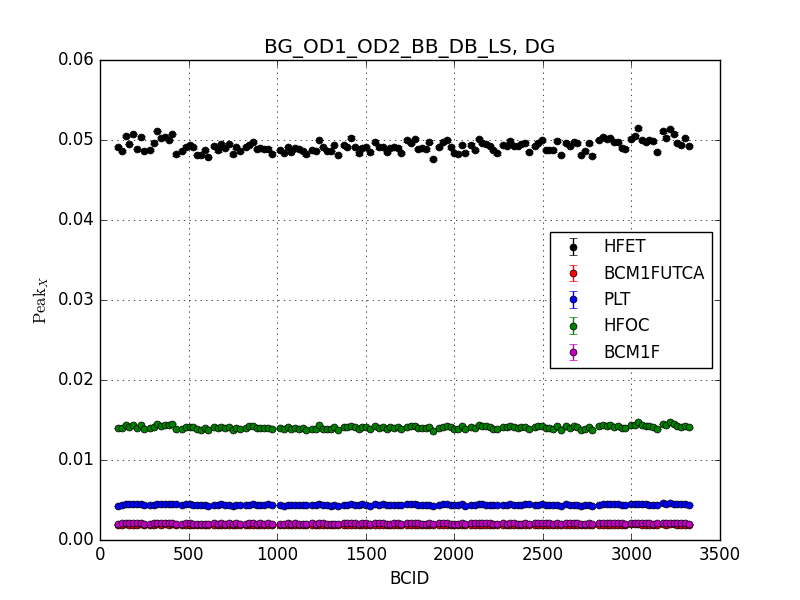 BG_OD1_OD2_BB_DB_LS, DG
0.06
0.05
0.04
0.03
0.02
0.01
0.00
Peak_X
HFET
BCM1FUTCA
PLT
HFOC
BCM1F
0 500 1000 1500 2000 2500 3000 3500
BCID